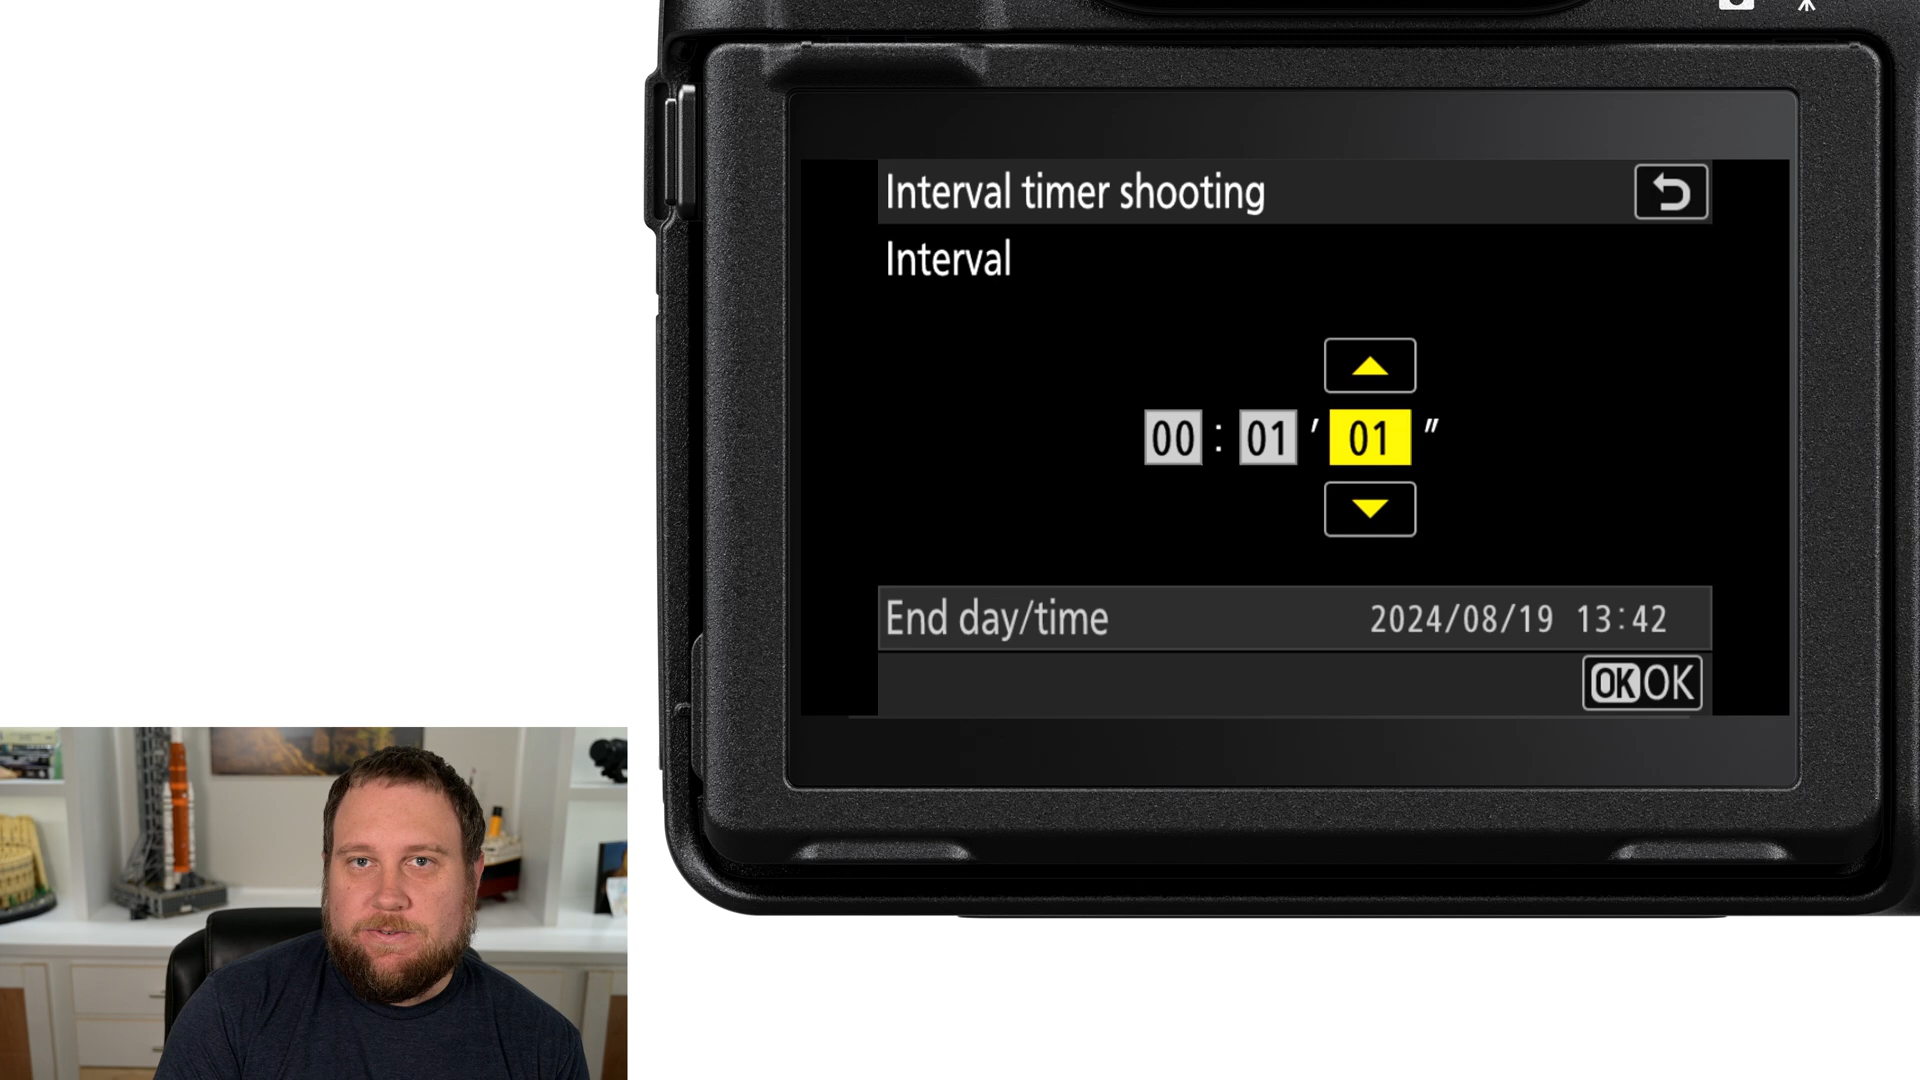 Interval timer shooting
Interval
00 : 01 ′ 01 ″
End day/time 2024/08/19 13:42
OK OK